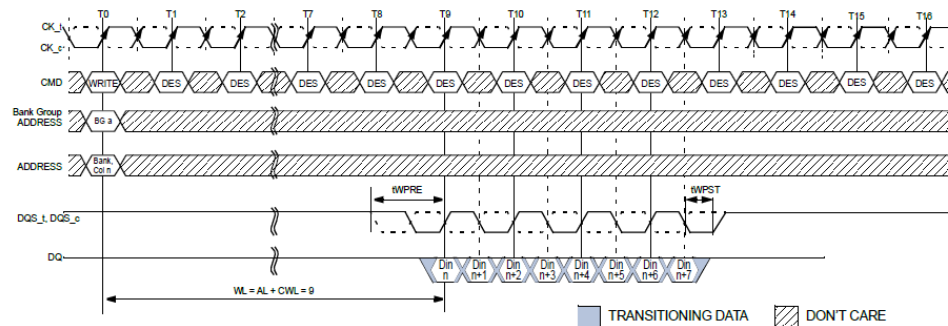 T0 T1 T2 T7 T8 T9 T10 T11 T12 T13 T14 T15 T16
CK_t
CK_c
CMD WRITE DES DES DES DES DES DES DES DES DES DES DES DES
Bank Group
ADDRESS BG a
ADDRESS Bank,
Col n
tWPRE tWPST
DQS_t, DQS_c
DQ Din Din Din Din Din Din Din Din
n n+1 n+2 n+3 n+4 n+5 n+6 n+7
WL = AL + CWL = 9
TRANSITIONING DATA DON'T CARE